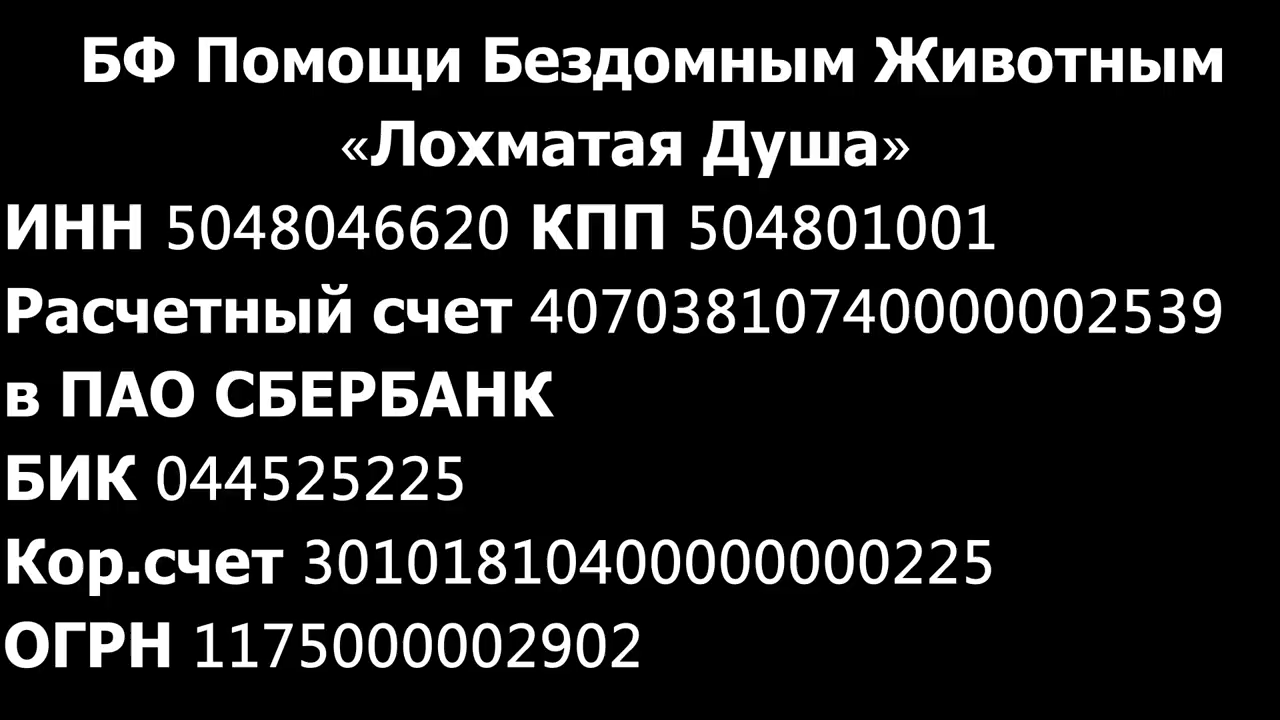 БФ Помощи Бездомным Животным
«Лохматая Душа»
ИНН 5048046620 КПП 504801001
Расчетный счет 40703810740000002539
в ПАО СБЕРБАНК
БИК 044525225
Кор.счет 30101810400000000225
ОГРН 1175000002902